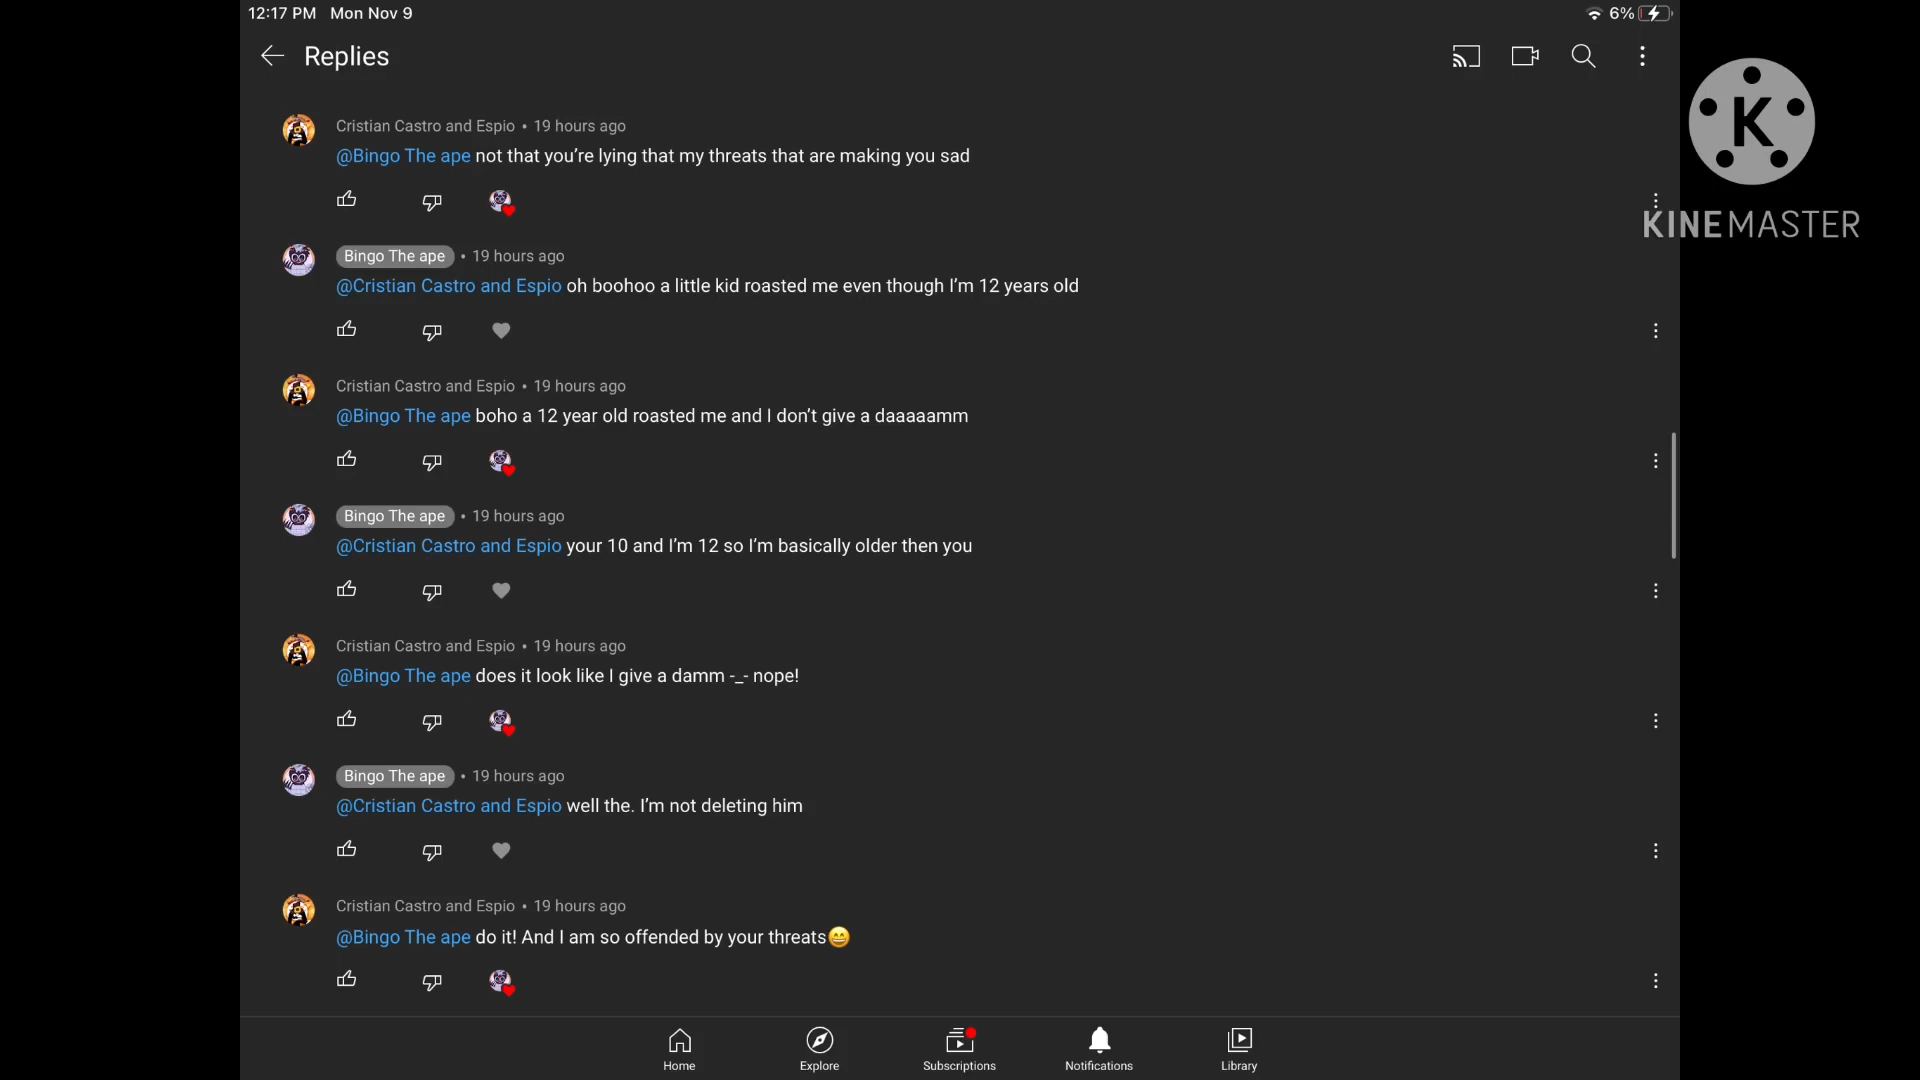 12:17 PM Mon Nov 9
6%
Replies
K
KINEMASTER
Cristian Castro and Espio • 19 hours ago
@Bingo The ape not that you’re lying that my threats that are making you sad
Bingo The ape • 19 hours ago
@Cristian Castro and Espio oh boohoo a little kid roasted me even though I’m 12 years old
Cristian Castro and Espio • 19 hours ago
@Bingo The ape boho a 12 year old roasted me and I don’t give a daaaaamm
Bingo The ape • 19 hours ago
@Cristian Castro and Espio your 10 and I’m 12 so I’m basically older then you
Cristian Castro and Espio • 19 hours ago
@Bingo The ape does it look like I give a damm -_- nope!
Bingo The ape • 19 hours ago
@Cristian Castro and Espio well the. I’m not deleting him
Cristian Castro and Espio • 19 hours ago
@Bingo The ape do it! And I am so offended by your threats😄
Home Explore Subscriptions Notifications Library